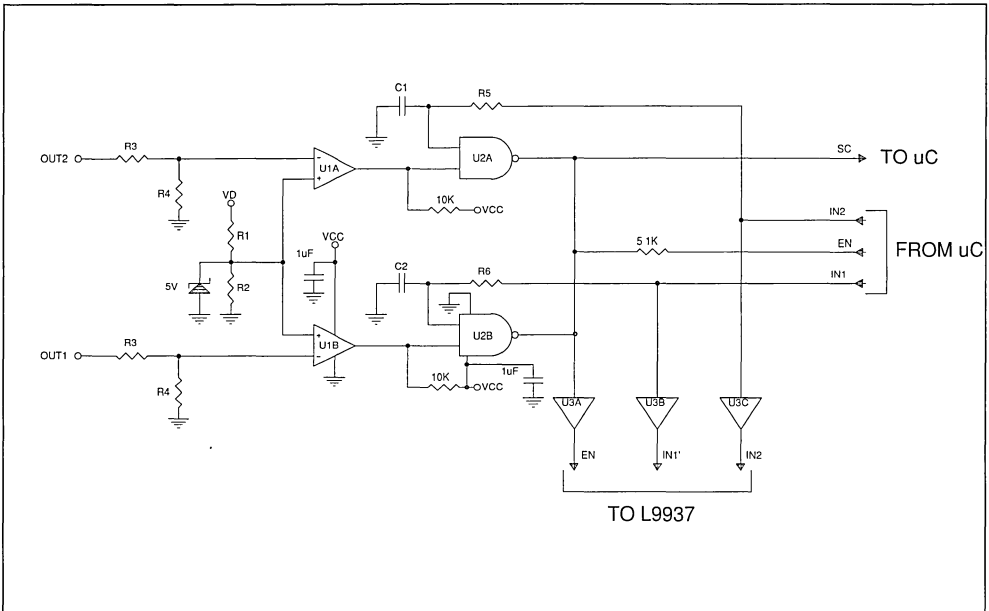 C1
R5
R3
OUT2
U1A
U2A
SC
TO uC
R4
VD
10K
VCC
IN2
R1
VCC
5 1K
EN
FROM uC
1uF
C2
R6
IN1
5V
R2
U2B
U1B
R3
OUT1
10K
VCC
1uF
R4
U3A
U3B
U3C
EN
IN1'
IN2
TO L9937